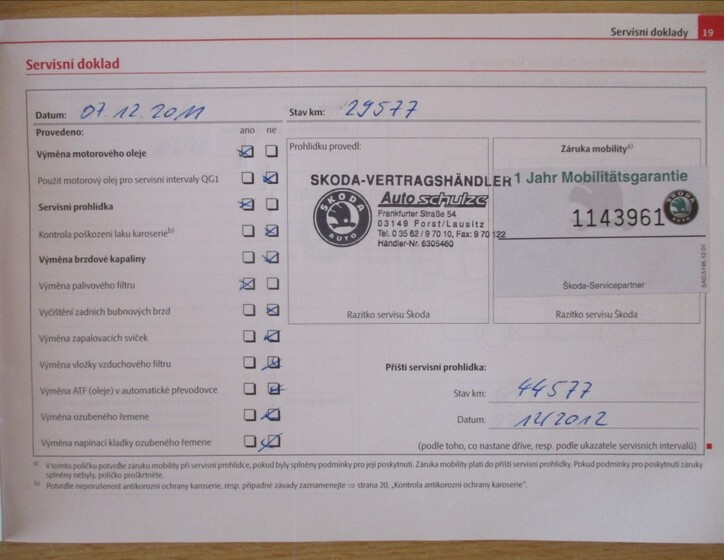 Servisní doklady 19
Servisní doklad
Datum: 07.12.2011 Stav km: 29577
Provedeno: ano ne
Prohlídku provedl: Záruka mobility a)
Výměna motorového oleje
Použit motorový olej pro servisní intervaly QG1
Servisní prohlídka
Kontrola poškození laku karoserie b)
Výměna brzdové kapaliny
Výměna palivového filtru
Vyčištění zadních bubnových brzd
Výměna zapalovacích svíček
Výměna vložky vzduchového filtru
Výměna ATF (oleje) v automatické převodovce
Výměna ozubeného řemene
Výměna napínací kladky ozubeného řemene
SKODA-VERTRAGSHÄNDLER
SKODA
AUTO
Auto schulze
Frankfurter Straße 54
03149 Forst/Lausitz
Tel. 0 35 62 / 9 70 10, Fax: 9 70 122
Händler-Nr. 6305460
Razítko servisu Škoda
1 Jahr Mobilitätsgarantie
1143961
Škoda-Servicepartner
Razítko servisu Škoda
Příští servisní prohlídka:
Stav km: 44577
Datum: 12/2012
(podle toho, co nastane dříve, resp. podle ukazatele servisních intervalů)
a) V tomto políčku potvrďte záruku mobility při servisní prohlídce, pokud byly splněny podmínky pro její poskytnutí. Záruka mobility platí do příští servisní prohlídky. Pokud podmínky pro poskytnutí záruky
splněny nebyly, políčko proškrtněte.
b) Potvrďte neporušenost antikorozní ochrany karoserie, resp. případné závady zaznamenejte ⇒ strana 20, „Kontrola antikorozní ochrany karoserie“.